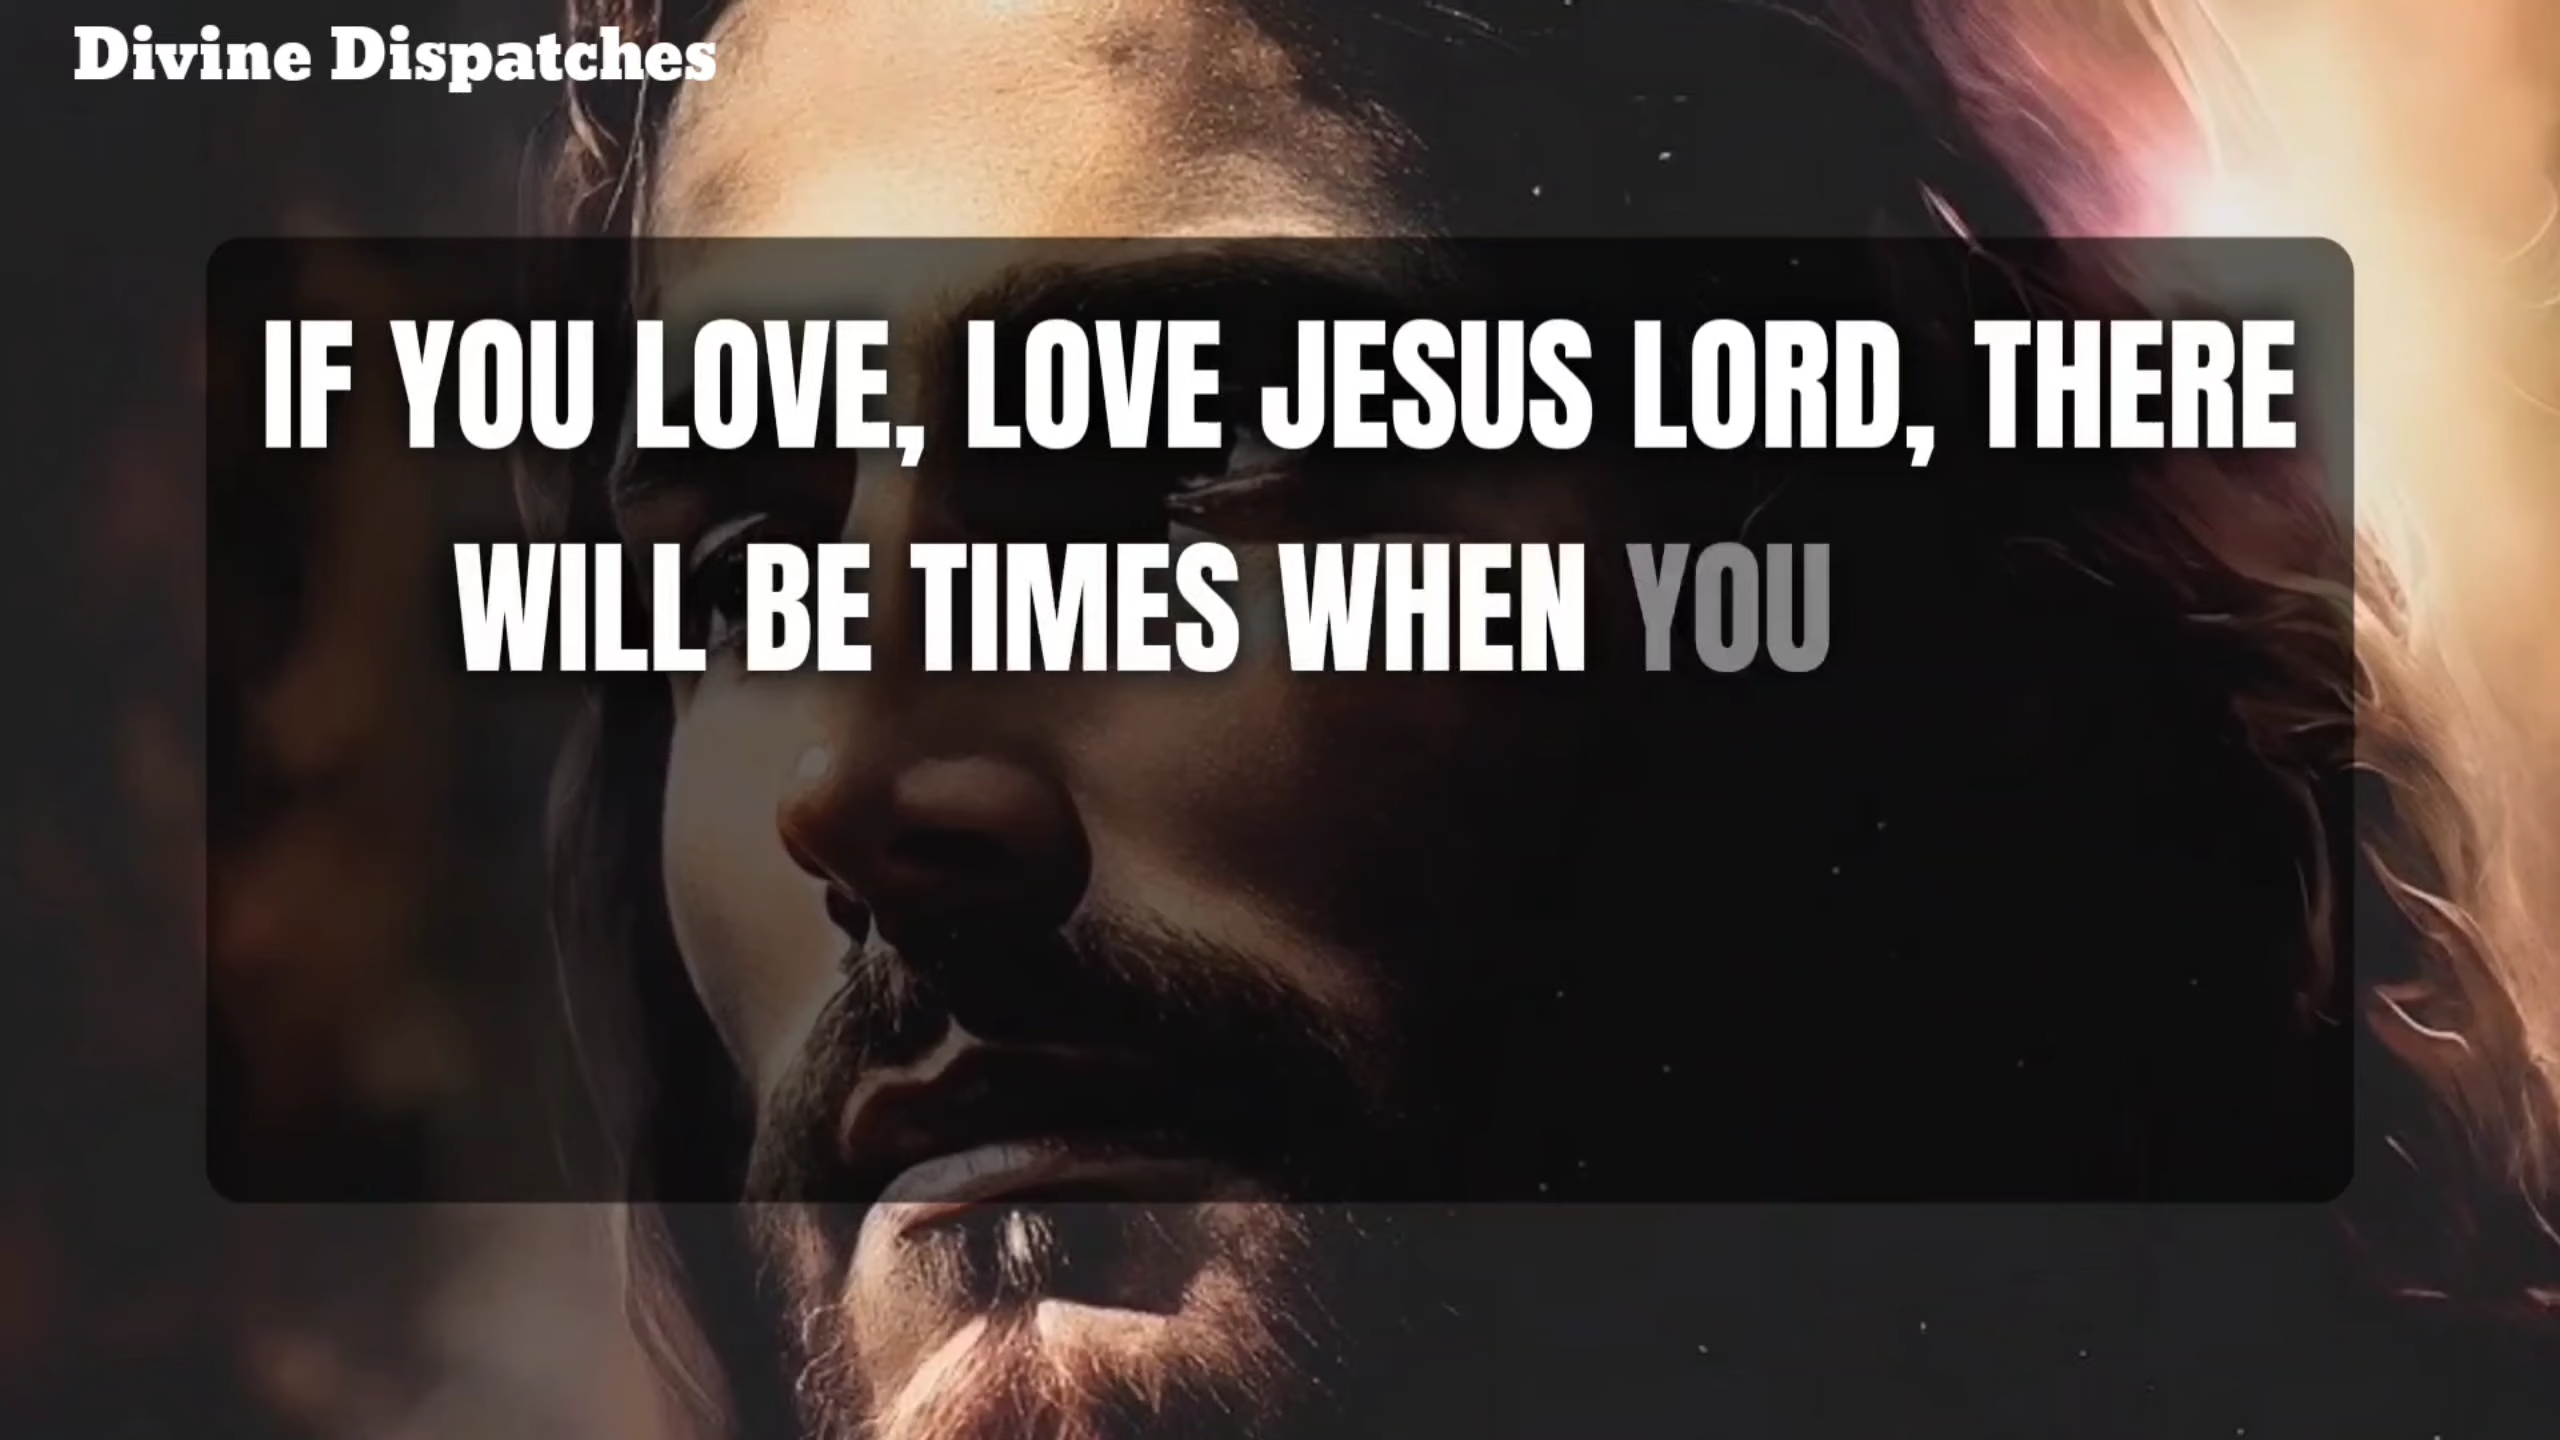 Divine Dispatches
IF YOU LOVE, LOVE JESUS LORD, THERE
WILL BE TIMES WHEN YOU